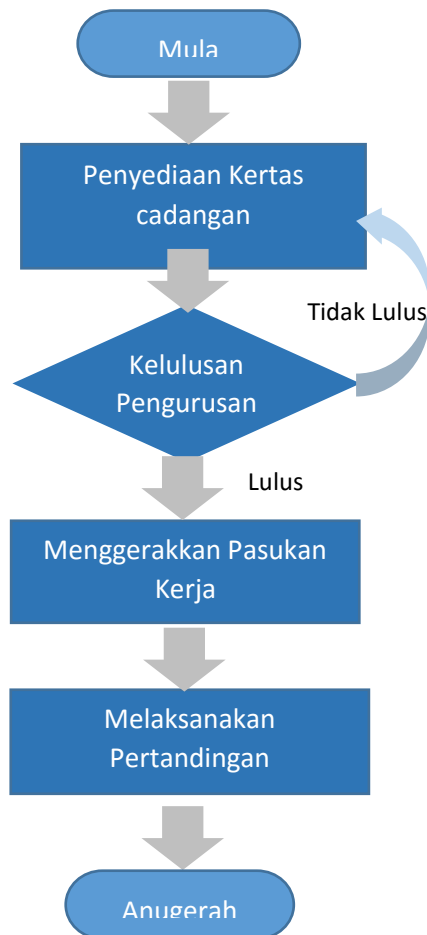 Mula
Penyediaan Kertas
cadangan
Tidak Lulus
Kelulusan
Pengurusan
Lulus
Menggerakkan Pasukan
Kerja
Melaksanakan
Pertandingan
Anugerah